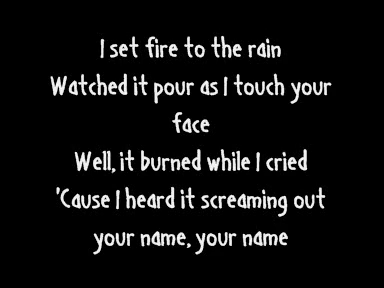 I set fire to the rain
Watched it pour as I touch your
face
Well, it burned while I cried
'Cause I heard it screaming out
your name, your name